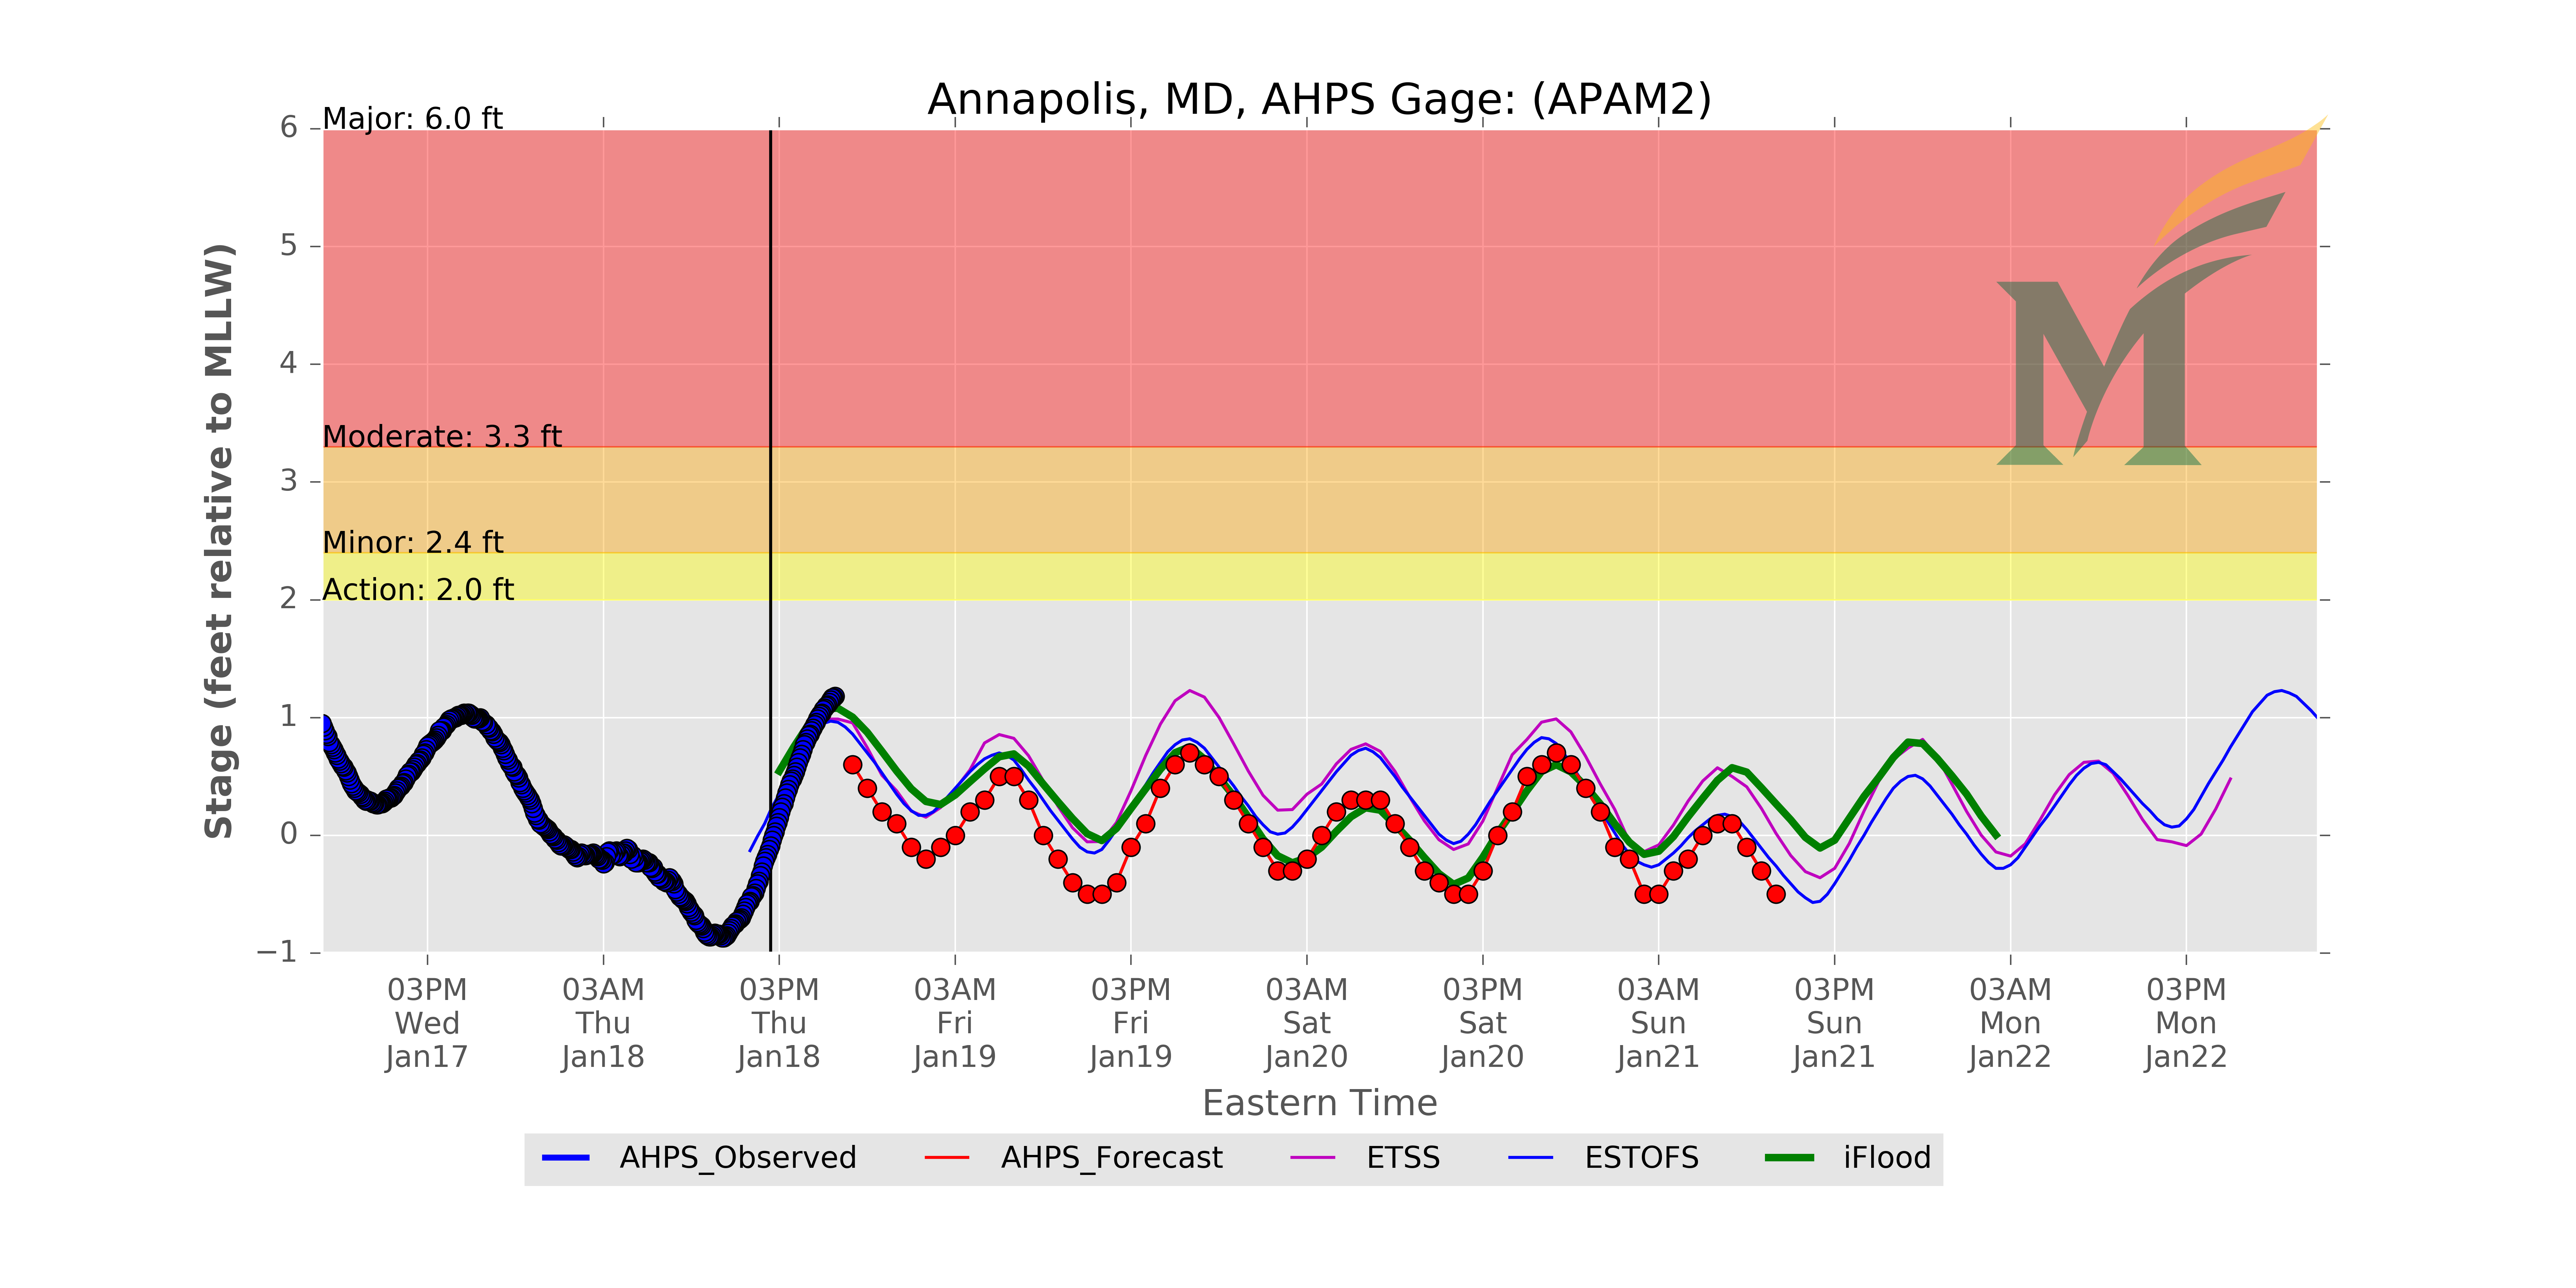 Annapolis, MD, AHPS Gage: (APAM2)
Major: 6.0 ft
Moderate: 3.3 ft
Minor: 2.4 ft
Action: 2.0 ft
6
5
4
3
2
1
0
−1
Stage (feet relative to MLLW)
M
03PM 03AM 03PM 03AM 03PM 03AM 03PM 03AM 03PM 03AM 03PM
Wed Thu Thu Fri Fri Sat Sat Sun Sun Mon Mon
Jan17 Jan18 Jan18 Jan19 Jan19 Jan20 Jan20 Jan21 Jan21 Jan22 Jan22
Eastern Time
AHPS_Observed AHPS_Forecast ETSS ESTOFS iFlood